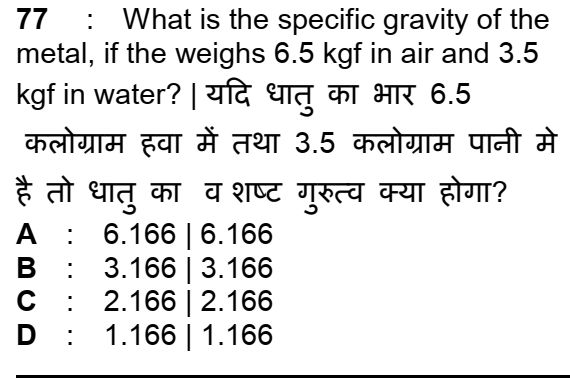 77 : What is the specific gravity of the
metal, if the weighs 6.5 kgf in air and 3.5
kgf in water? | यदि धातु का भार 6.5
कलोग्राम हवा में तथा 3.5 कलोग्राम पानी मे
है तो धातु का व शष्ट गुरुत्व क्या होगा?
A : 6.166 | 6.166
B : 3.166 | 3.166
C : 2.166 | 2.166
D : 1.166 | 1.166